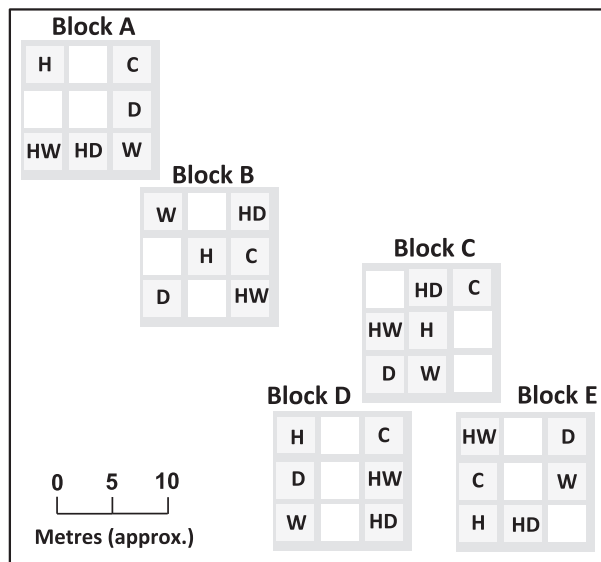 Block A
H C
D
HW HD W
Block B
W HD
H C
D HW
Block C
HD C
HW H
D W
Block D
H C
D HW
W HD
Block E
HW D
C W
H HD
0 5 10
Metres (approx.)